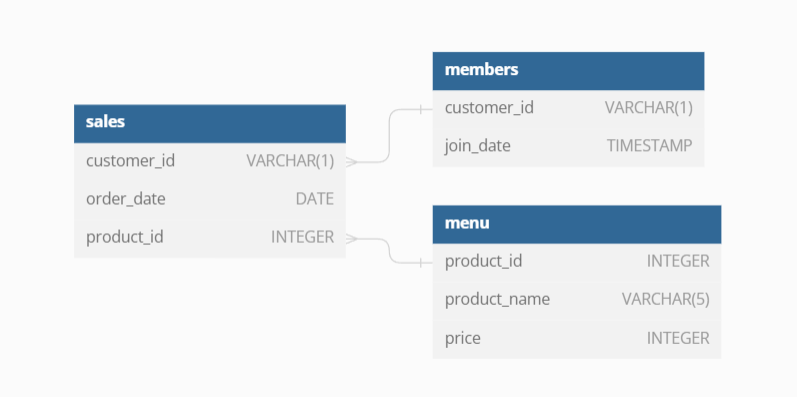 sales
customer_id VARCHAR(1)
order_date DATE
product_id INTEGER
members
customer_id VARCHAR(1)
join_date TIMESTAMP
menu
product_id INTEGER
product_name VARCHAR(5)
price INTEGER